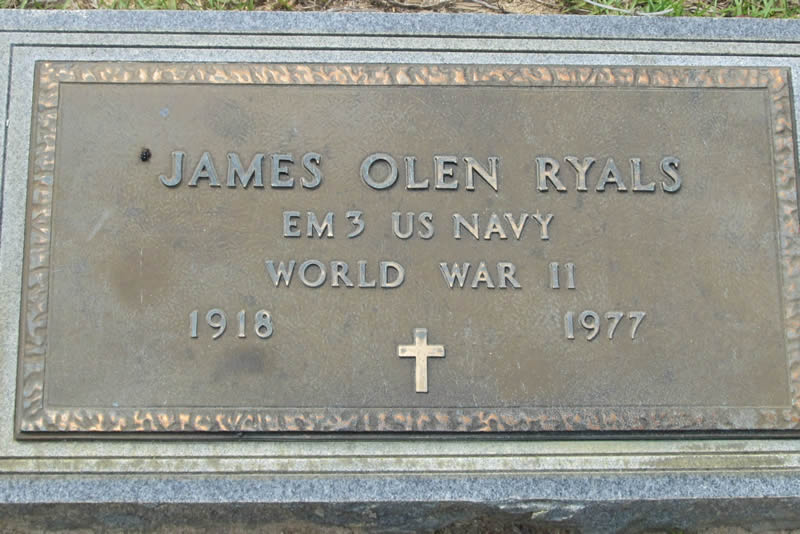 JAMES OLEN RYALS
EM3 US NAVY
WORLD WAR II
1918 1977